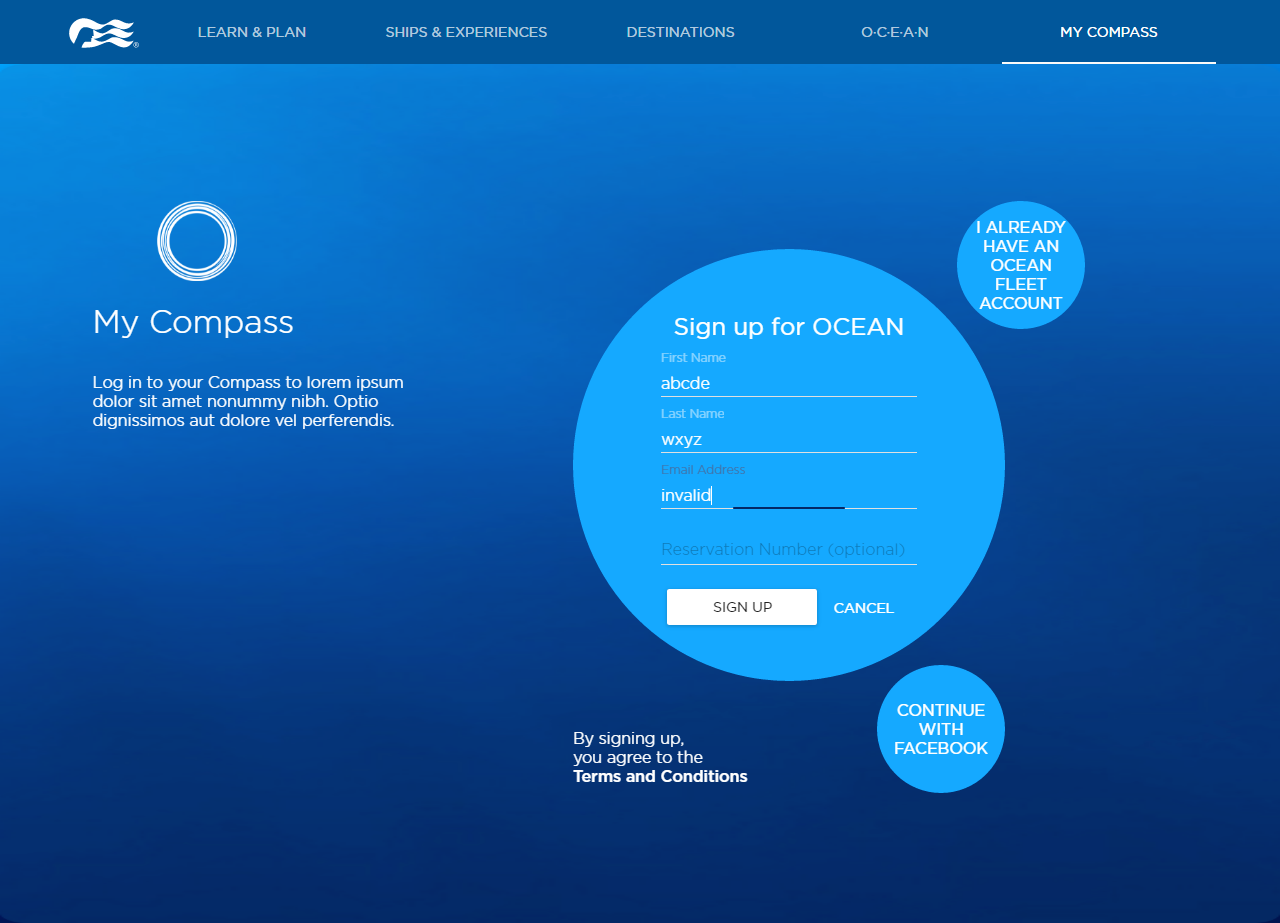 LEARN & PLAN
SHIPS & EXPERIENCES
DESTINATIONS
O·C·E·A·N
MY COMPASS
®
My Compass
Log in to your Compass to lorem ipsum
dolor sit amet nonummy nibh. Optio
dignissimos aut dolore vel perferendis.
I ALREADY
HAVE AN
OCEAN
FLEET
ACCOUNT
Sign up for OCEAN
First Name
abcde
Last Name
wxyz
Email Address
invalid
Reservation Number (optional)
SIGN UP
CANCEL
CONTINUE
WITH
FACEBOOK
By signing up,
you agree to the
Terms and Conditions